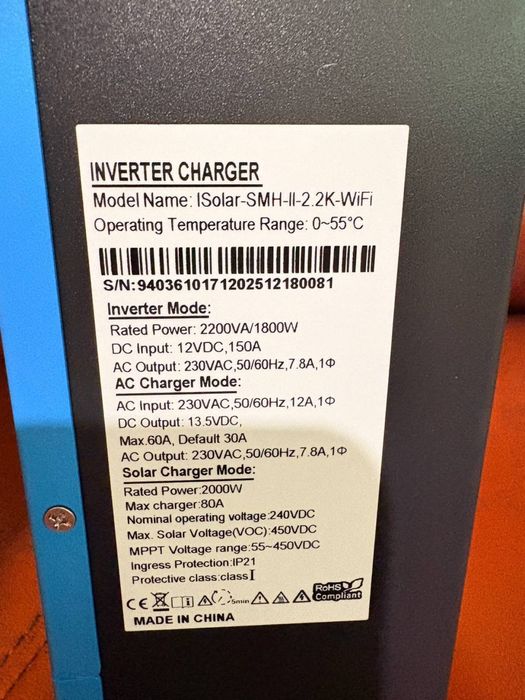 INVERTER CHARGER
Model Name: ISolar-SMH-II-2.2K-WiFi
Operating Temperature Range: 0~55°C
S/N:9403610171202512180081
Inverter Mode:
Rated Power: 2200VA/1800W
DC Input: 12VDC,150A
AC Output: 230VAC,50/60Hz,7.8A,1Φ
AC Charger Mode:
AC Input: 230VAC,50/60Hz,12A,1Φ
DC Output: 13.5VDC,
Max.60A, Default 30A
AC Output: 230VAC,50/60Hz,7.8A,1Φ
Solar Charger Mode:
Rated Power:2000W
Max charger:80A
Nominal operating voltage:240VDC
Max. Solar Voltage(VOC):450VDC
MPPT Voltage range:55~450VDC
Ingress Protection:IP21
Protective class:class I
CE 5min RoHS
Compliant
MADE IN CHINA